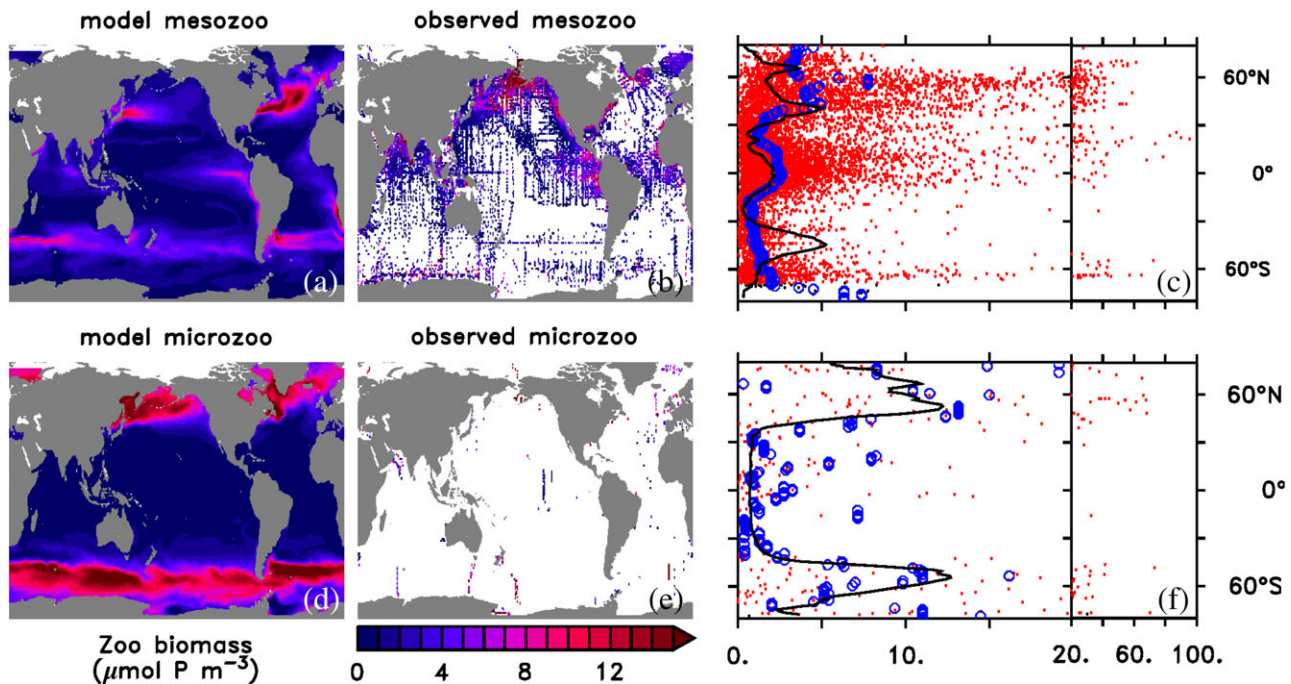 model mesozoo
observed mesozoo
60°N
0°
60°S
(a)
(b)
(c)
model microzoo
observed microzoo
60°N
0°
60°S
(d)
(e)
(f)
Zoo biomass
(μmol P m⁻³)
0 4 8 12
0. 10. 20. 60. 100.